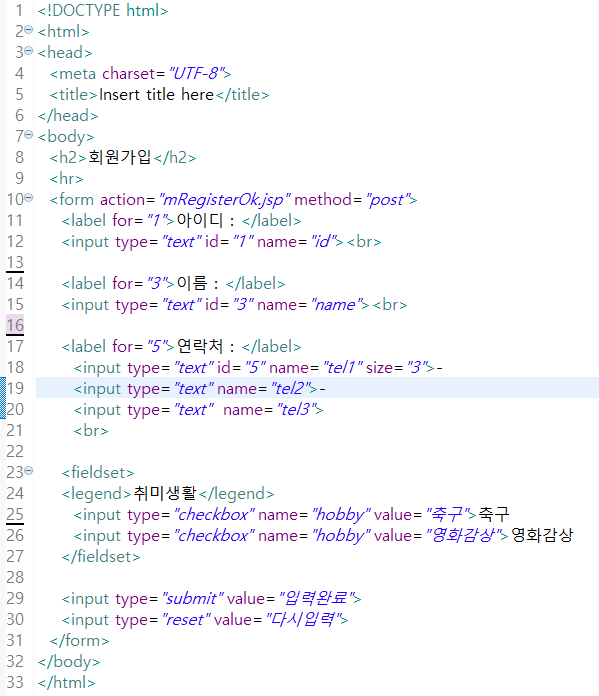 1 <!DOCTYPE html>
2 <html>
3 <head>
4 <meta charset="UTF-8">
5 <title>Insert title here</title>
6 </head>
7 <body>
8 <h2>회원가입</h2>
9 <hr>
10 <form action="mRegisterOk.jsp" method="post">
11 <label for="1">아이디 : </label>
12 <input type="text" id="1" name="id"><br>
13
14 <label for="3">이름 : </label>
15 <input type="text" id="3" name="name"><br>
16
17 <label for="5">연락처 : </label>
18 <input type="text" id="5" name="tel1" size="3">-
19 <input type="text" name="tel2">-
20 <input type="text"  name="tel3">
21 <br>
22
23 <fieldset>
24 <legend>취미생활</legend>
25 <input type="checkbox" name="hobby" value="축구">축구
26 <input type="checkbox" name="hobby" value="영화감상">영화감상
27 </fieldset>
28
29 <input type="submit" value="입력완료">
30 <input type="reset" value="다시입력">
31 </form>
32 </body>
33 </html>